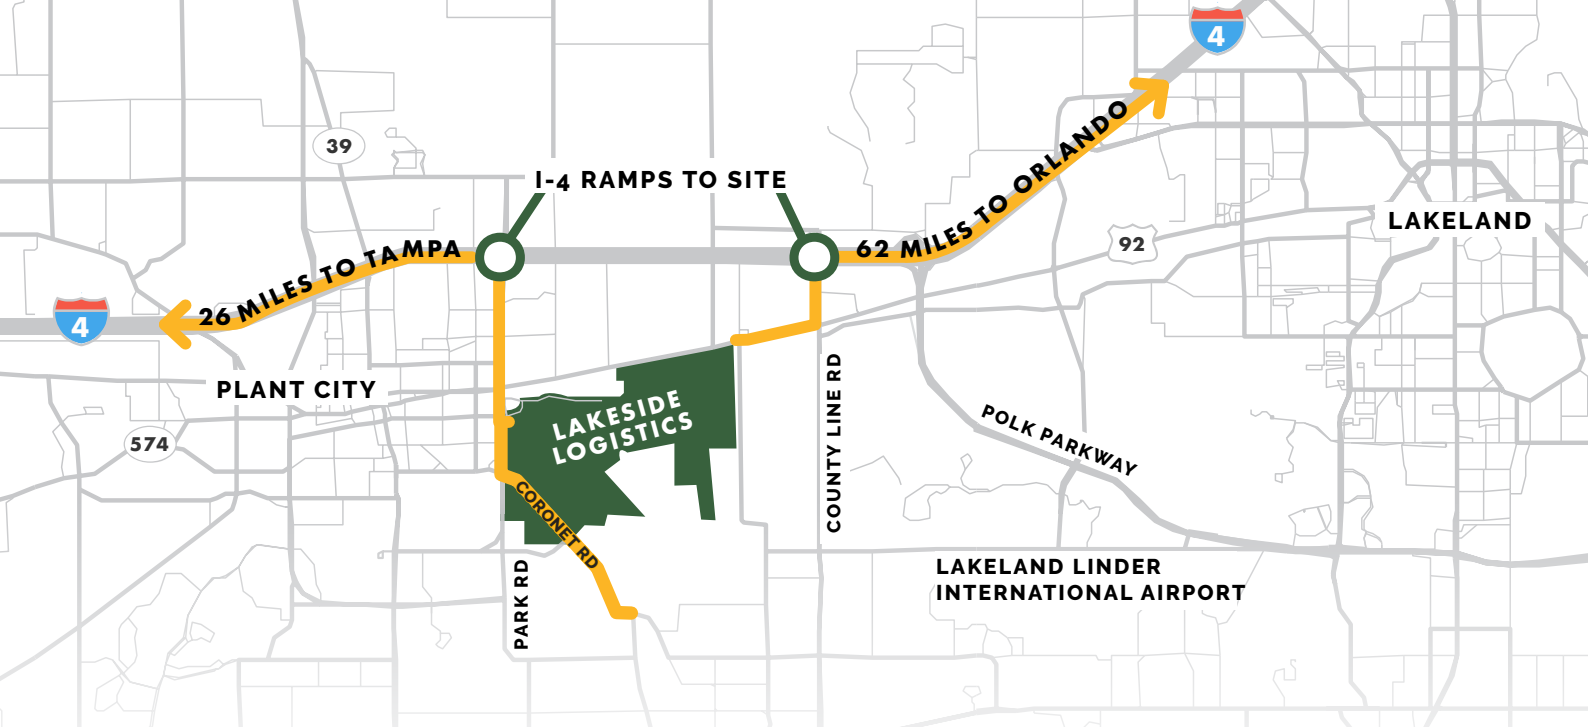 4
39
I-4 RAMPS TO SITE
62 MILES TO ORLANDO
LAKELAND
92
26 MILES TO TAMPA
4
PLANT CITY
574
LAKESIDE
LOGISTICS
COUNTY LINE RD
POLK PARKWAY
CORONET RD
PARK RD
LAKELAND LINDER
INTERNATIONAL AIRPORT